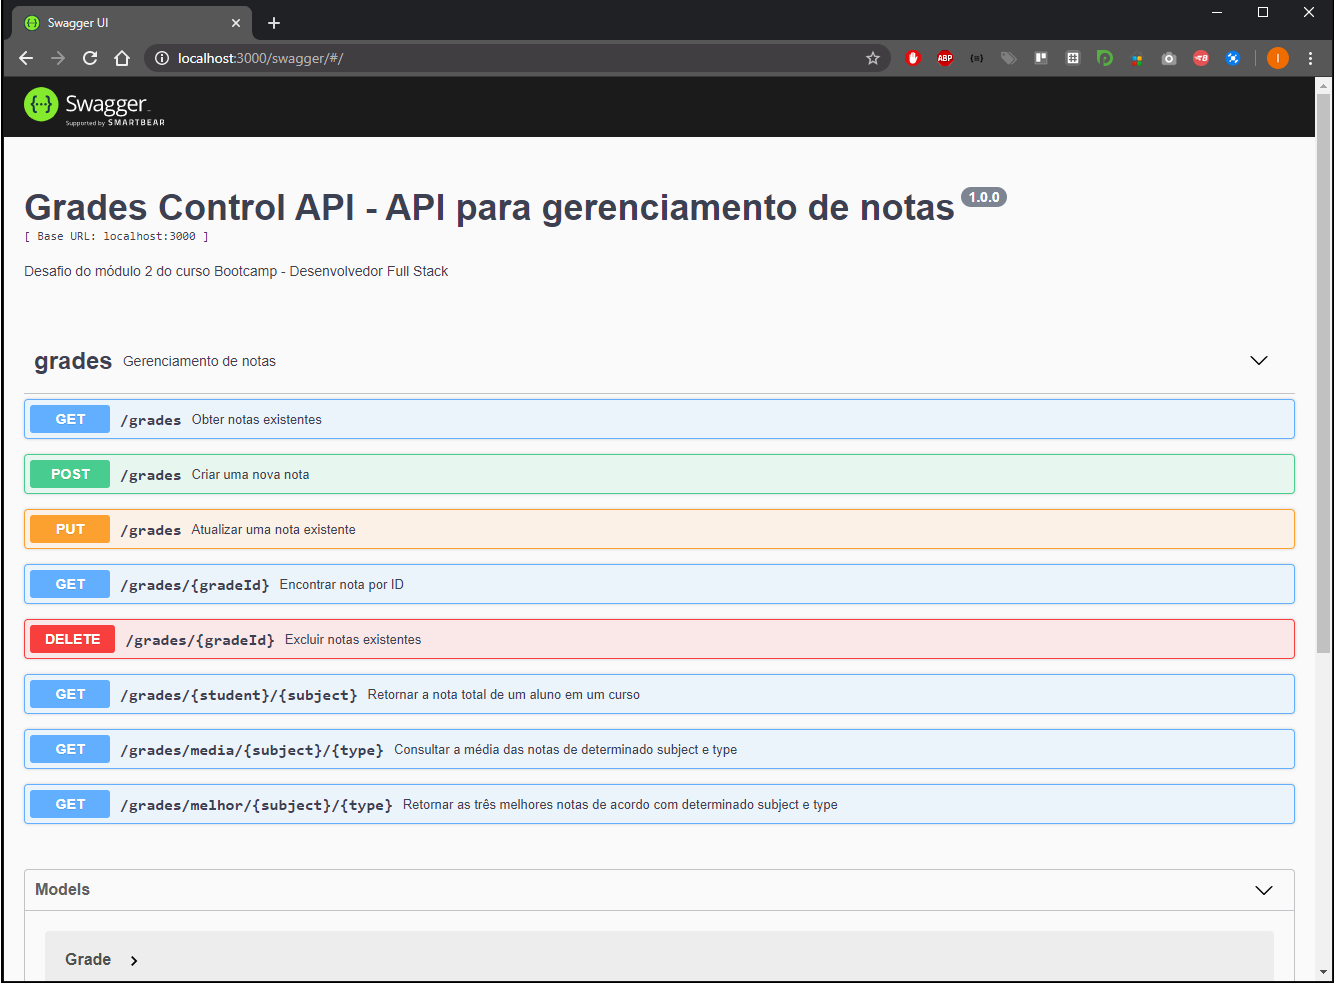 Swagger UI
localhost:3000/swagger/#/
ABP
I
Swagger
Supported by SMARTBEAR
Grades Control API - API para gerenciamento de notas 1.0.0
[ Base URL: localhost:3000 ]
Desafio do módulo 2 do curso Bootcamp - Desenvolvedor Full Stack
grades Gerenciamento de notas
GET /grades Obter notas existentes
POST /grades Criar uma nova nota
PUT /grades Atualizar uma nota existente
GET /grades/{gradeId} Encontrar nota por ID
DELETE /grades/{gradeId} Excluir notas existentes
GET /grades/{student}/{subject} Retornar a nota total de um aluno em um curso
GET /grades/media/{subject}/{type} Consultar a média das notas de determinado subject e type
GET /grades/melhor/{subject}/{type} Retornar as três melhores notas de acordo com determinado subject e type
Models
Grade